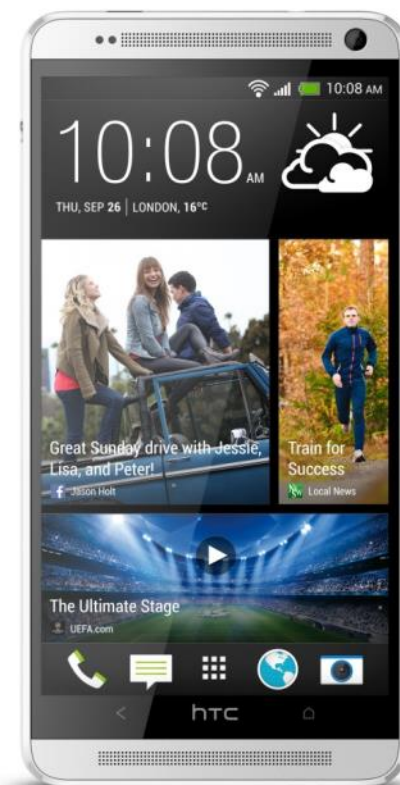 10:08 AM
10:08 AM
THU, SEP 26 | LONDON, 16°C
Great Sunday drive with Jessie,
Lisa, and Peter!
f Jason Holt
Train for
Success
Local News
The Ultimate Stage
UEFA.com
hTC